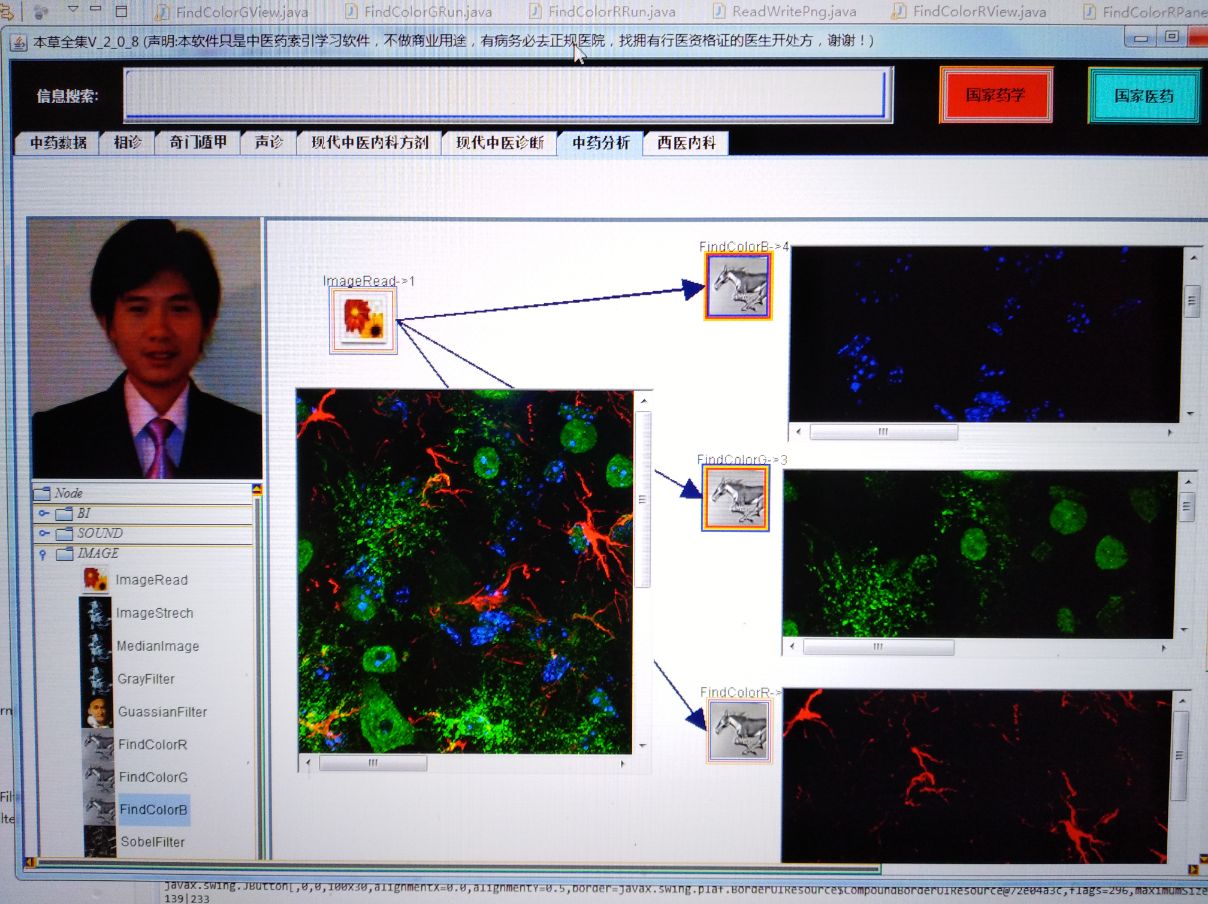 FindColorGView.java FindColorGRun.java FindColorRRun.java ReadWritePng.java FindColorRView.java FindColorRPane
本草全集V_2_0_8 (声明:本软件只是中医药索引学习软件，不做商业用途，有病务必去正规医院，找拥有行医资格证的医生开处方，谢谢！)
信息搜索:
国家药学 国家医药
中药数据 相诊 奇门遁甲 声诊 现代中医内科方剂 现代中医诊断 中药分析 西医内科
FindColorB->4
ImageRead->1
FindColorG->3
Node
BI
SOUND
IMAGE
ImageRead
ImageStrech
MedianImage
GrayFilter
FindColorR->
GuassianFilter
FindColorR
FindColorG
FindColorB
SobelFilter
javax.swing.JButton[,0,0,100x30,alignmentX=0.0,alignmentY=0.5,border=javax.swing.plaf.BorderUIResource$CompoundBorderUIResource@72e04a3c,flags=296,maximumSize
139|233